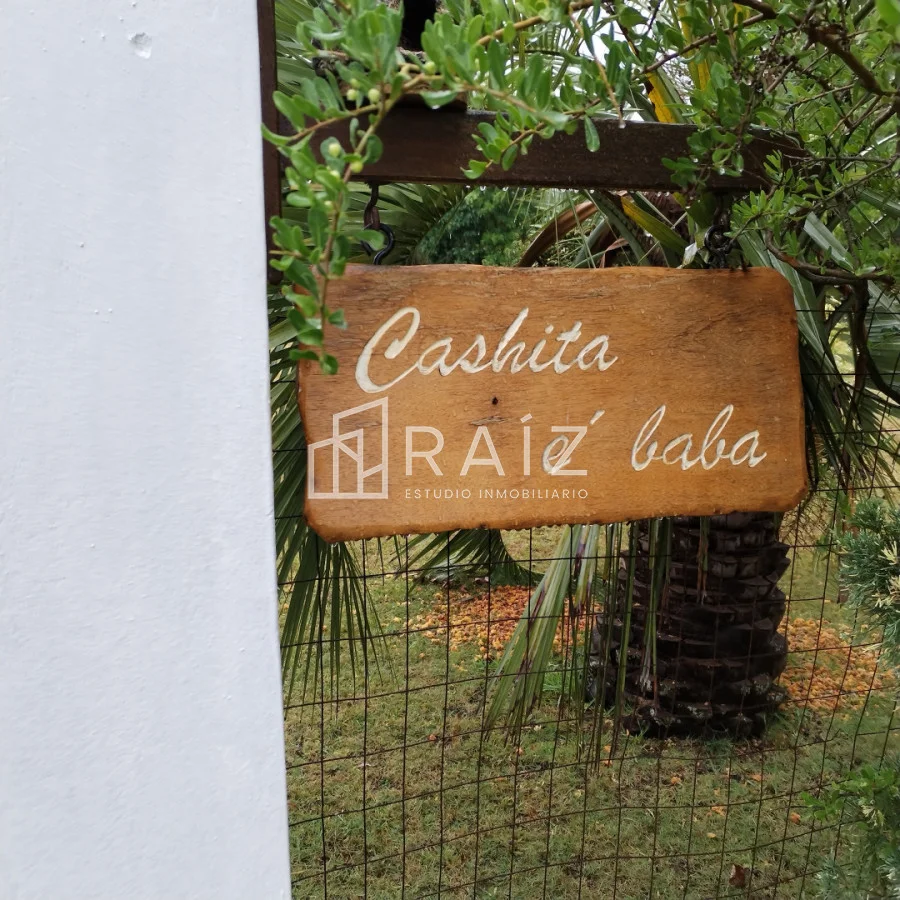 Cashita
é baba
RAÍZ
ESTUDIO INMOBILIARIO